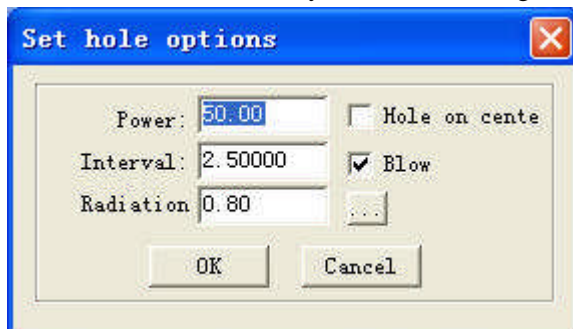 Set hole options
Power: 50.00 Hole on cente
Interval: 2.50000 Blow
Radiation 0.80 ...
OK Cancel